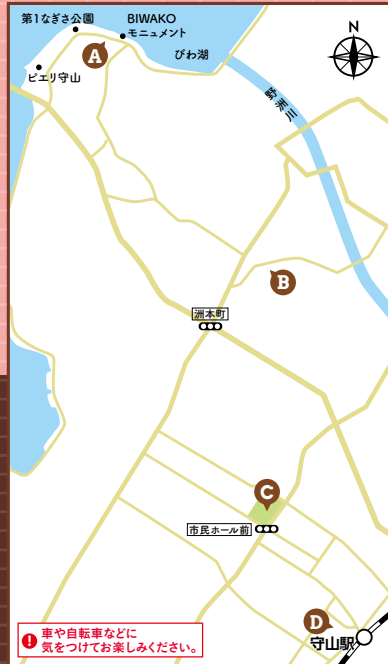 第1なぎさ公園
BIWAKO
モニュメント
N
A
びわ湖
ピエリ守山
野洲川
B
洲本町
C
市民ホール前
D
守山駅
! 車や自転車などに
気をつけてお楽しみください。